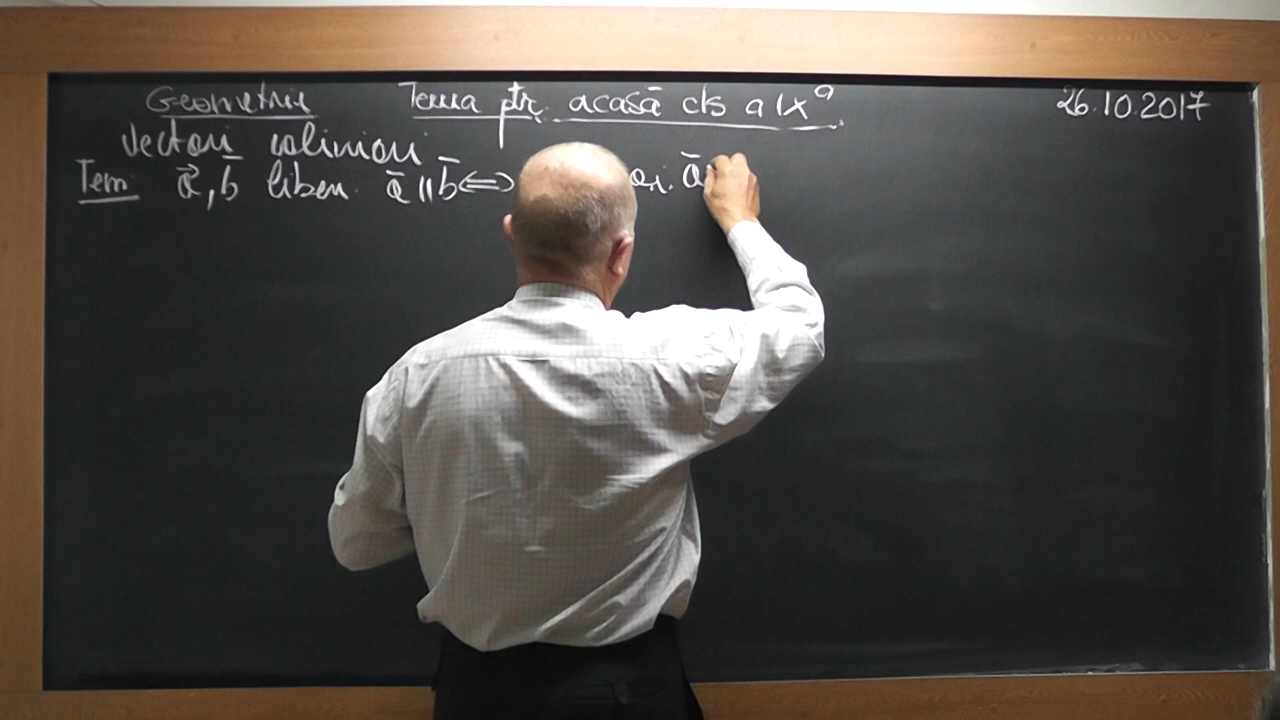 Geometrie Tema ptr. acasă cls a IX a 26.10.2017
Vectori coliniari
Tem: a⃗, b̄ liberi. ā ∥ b̄ ⇔ a.î. ā